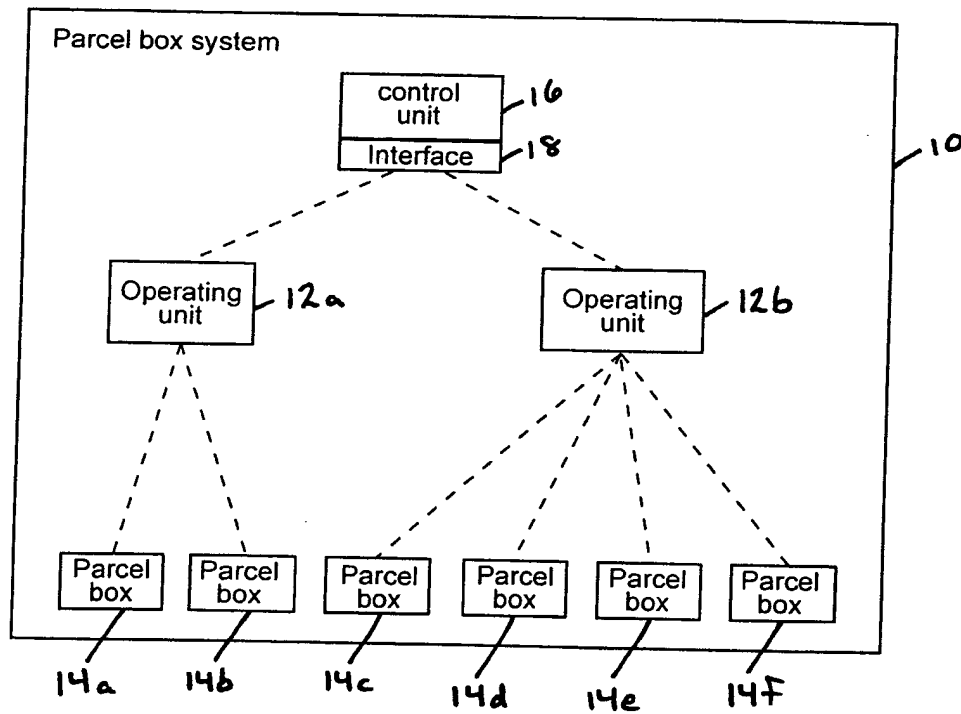 Parcel box system
control
unit
16
Interface
18
10
Operating
unit
12a
Operating
unit
12b
Parcel
box
Parcel
box
Parcel
box
Parcel
box
Parcel
box
Parcel
box
14a
14b
14c
14d
14e
14F